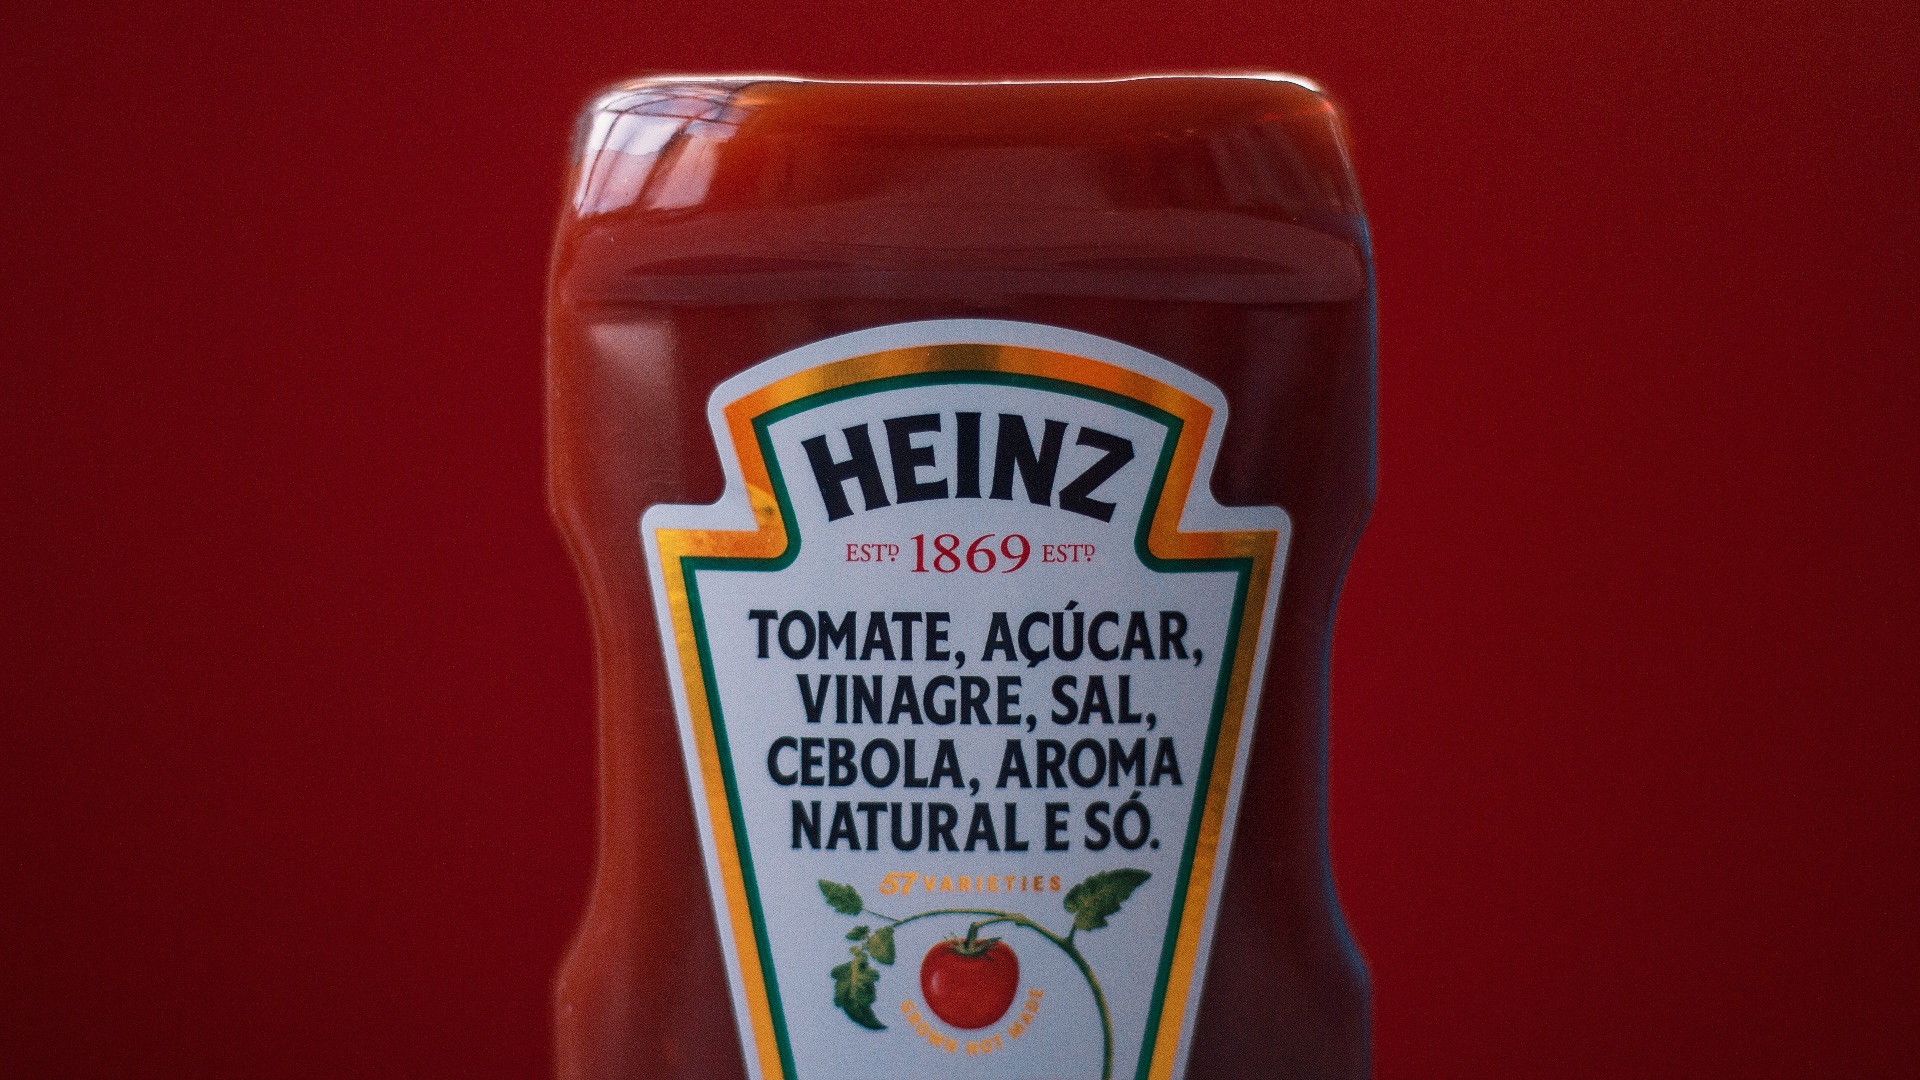 HEINZ
ESTD 1869 ESTD
TOMATE, AÇÚCAR,
VINAGRE, SAL,
CEBOLA, AROMA
NATURAL E SÓ.
57 VARIETIES
GROWN NOT MADE